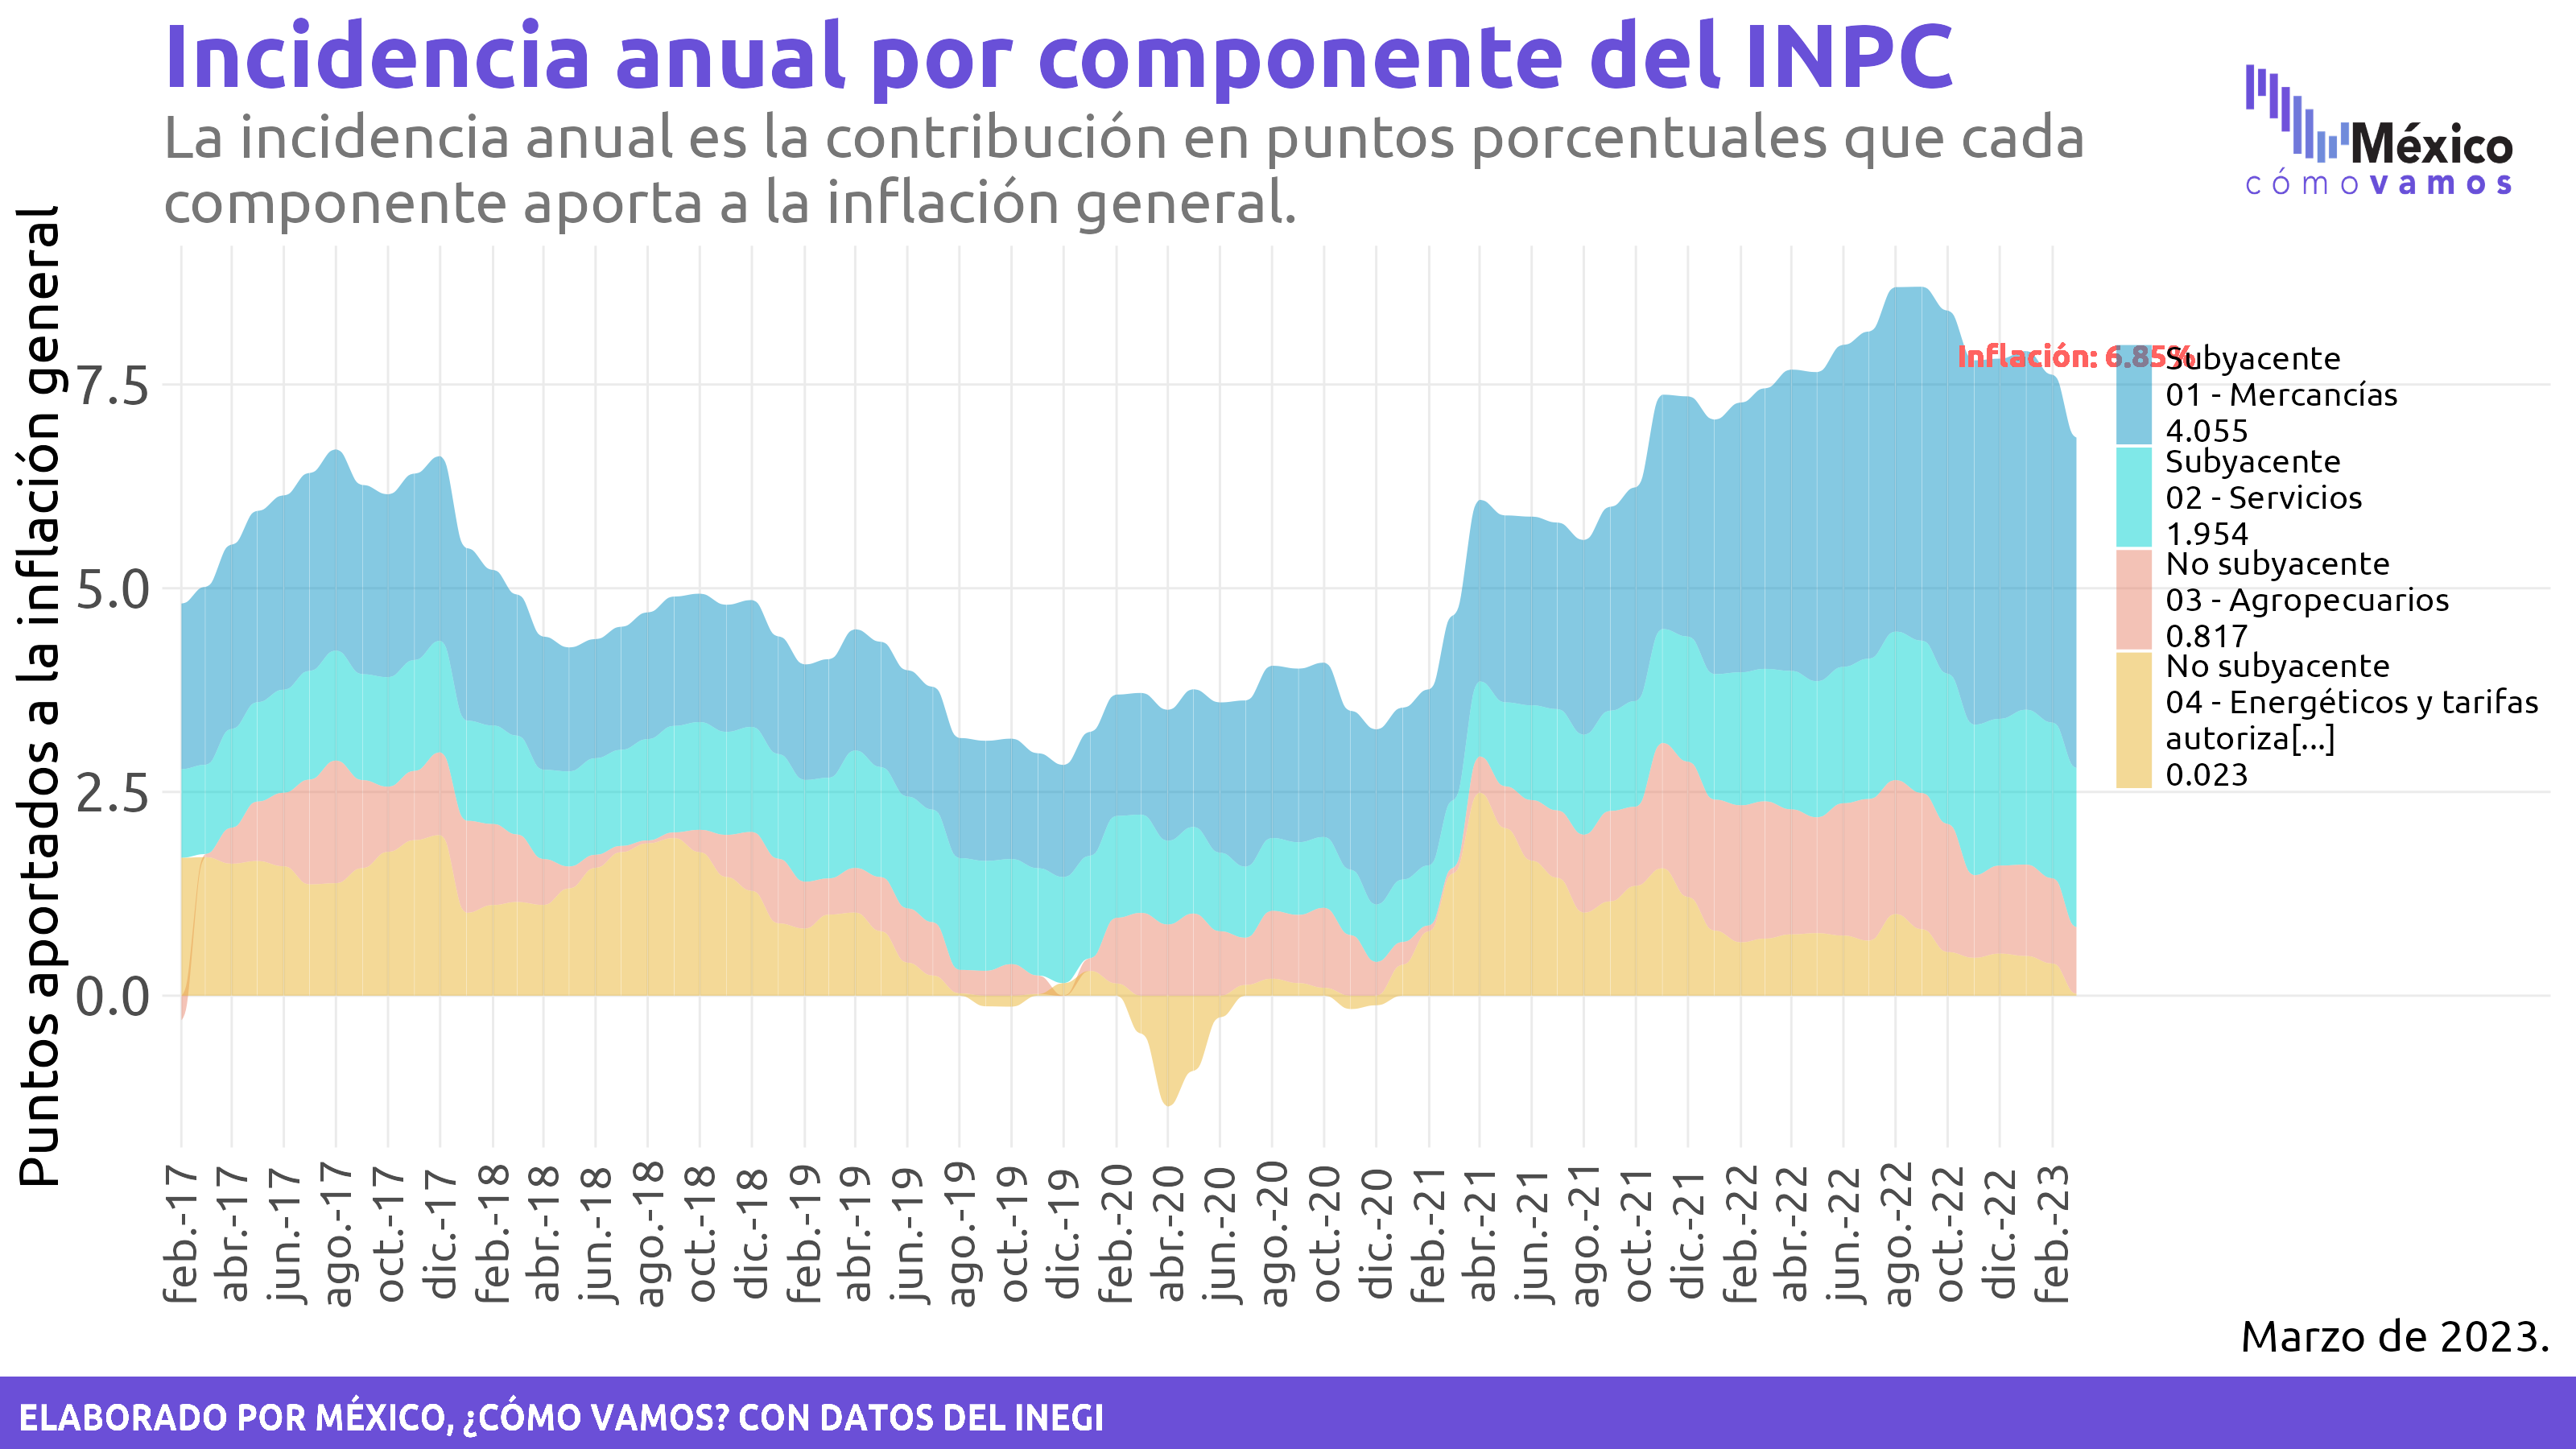 Incidencia anual por componente del INPC
La incidencia anual es la contribución en puntos porcentuales que cada
componente aporta a la inflación general.
México
cómo vamos
Puntos aportados a la inflación general
7.5
5.0
2.5
0.0
Inflación: 6.85%
Subyacente
01 - Mercancías
4.055
Subyacente
02 - Servicios
1.954
No subyacente
03 - Agropecuarios
0.817
No subyacente
04 - Energéticos y tarifas
autoriza[...]
0.023
feb.-17
abr.-17
jun.-17
ago.-17
oct.-17
dic.-17
feb.-18
abr.-18
jun.-18
ago.-18
oct.-18
dic.-18
feb.-19
abr.-19
jun.-19
ago.-19
oct.-19
dic.-19
feb.-20
abr.-20
jun.-20
ago.-20
oct.-20
dic.-20
feb.-21
abr.-21
jun.-21
ago.-21
oct.-21
dic.-21
feb.-22
abr.-22
jun.-22
ago.-22
oct.-22
dic.-22
feb.-23
Marzo de 2023.
ELABORADO POR MÉXICO, ¿CÓMO VAMOS? CON DATOS DEL INEGI